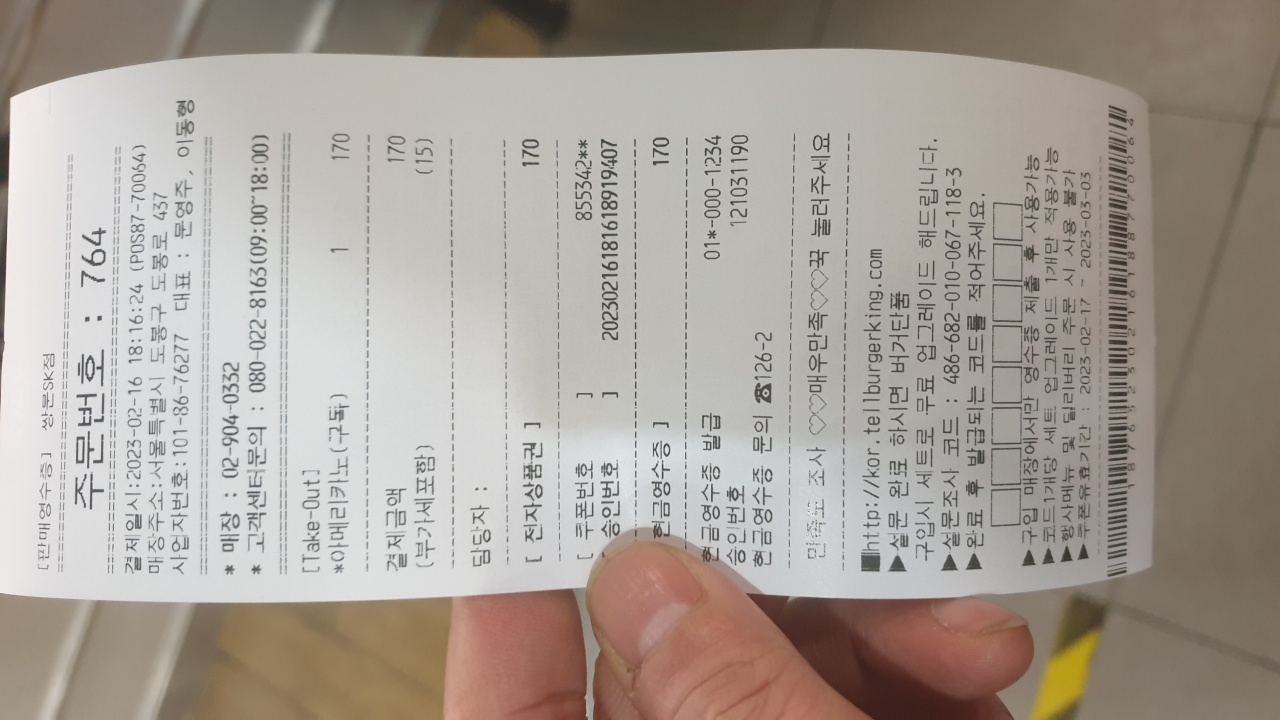 [판매영수증] 쌍문SK점
주문번호 : 764
결제일시:2023-02-16 18:16:24 (POS87-70064)
매장주소:서울특별시 도봉구 도봉로 437
사업자번호:101-86-76277 대표 : 문영주, 이동형
* 매장 : 02-904-0332
* 고객센터문의 : 080-022-8163(09:00~18:00)
[Take-Out]
*아메리카노(구독) 1 170
결제금액 170
(부가세포함) (15)
담당자 :
[ 전자상품권 ] 170
[ 쿠폰번호 ] 855342**
승인번호 ] 20230216181618919407
현금영수증 ] 170
현금영수증 발급 01*-000-1234
승인번호 121031190
현금영수증 문의 ☎126-2
만족도 조사 ♡♡매우만족♡♡꾹 눌러주세요
■http://kor.tellburgerking.com
▶설문 완료 하시면 버거단품
구입시 세트로 무료 업그레이드 해드립니다.
▶설문조사 코드 : 486-682-010-067-118-3
▶완료 후 발급되는 코드를 적어주세요.
▶구입 매장에서만 영수증 제출 후 사용가능
▶코드1개당 세트 업그레이드 1개만 적용가능
▶행사메뉴 및 딜리버리 주문 시 사용 불가
▶쿠폰유효기간 : 2023-02-17 ~ 2023-03-03